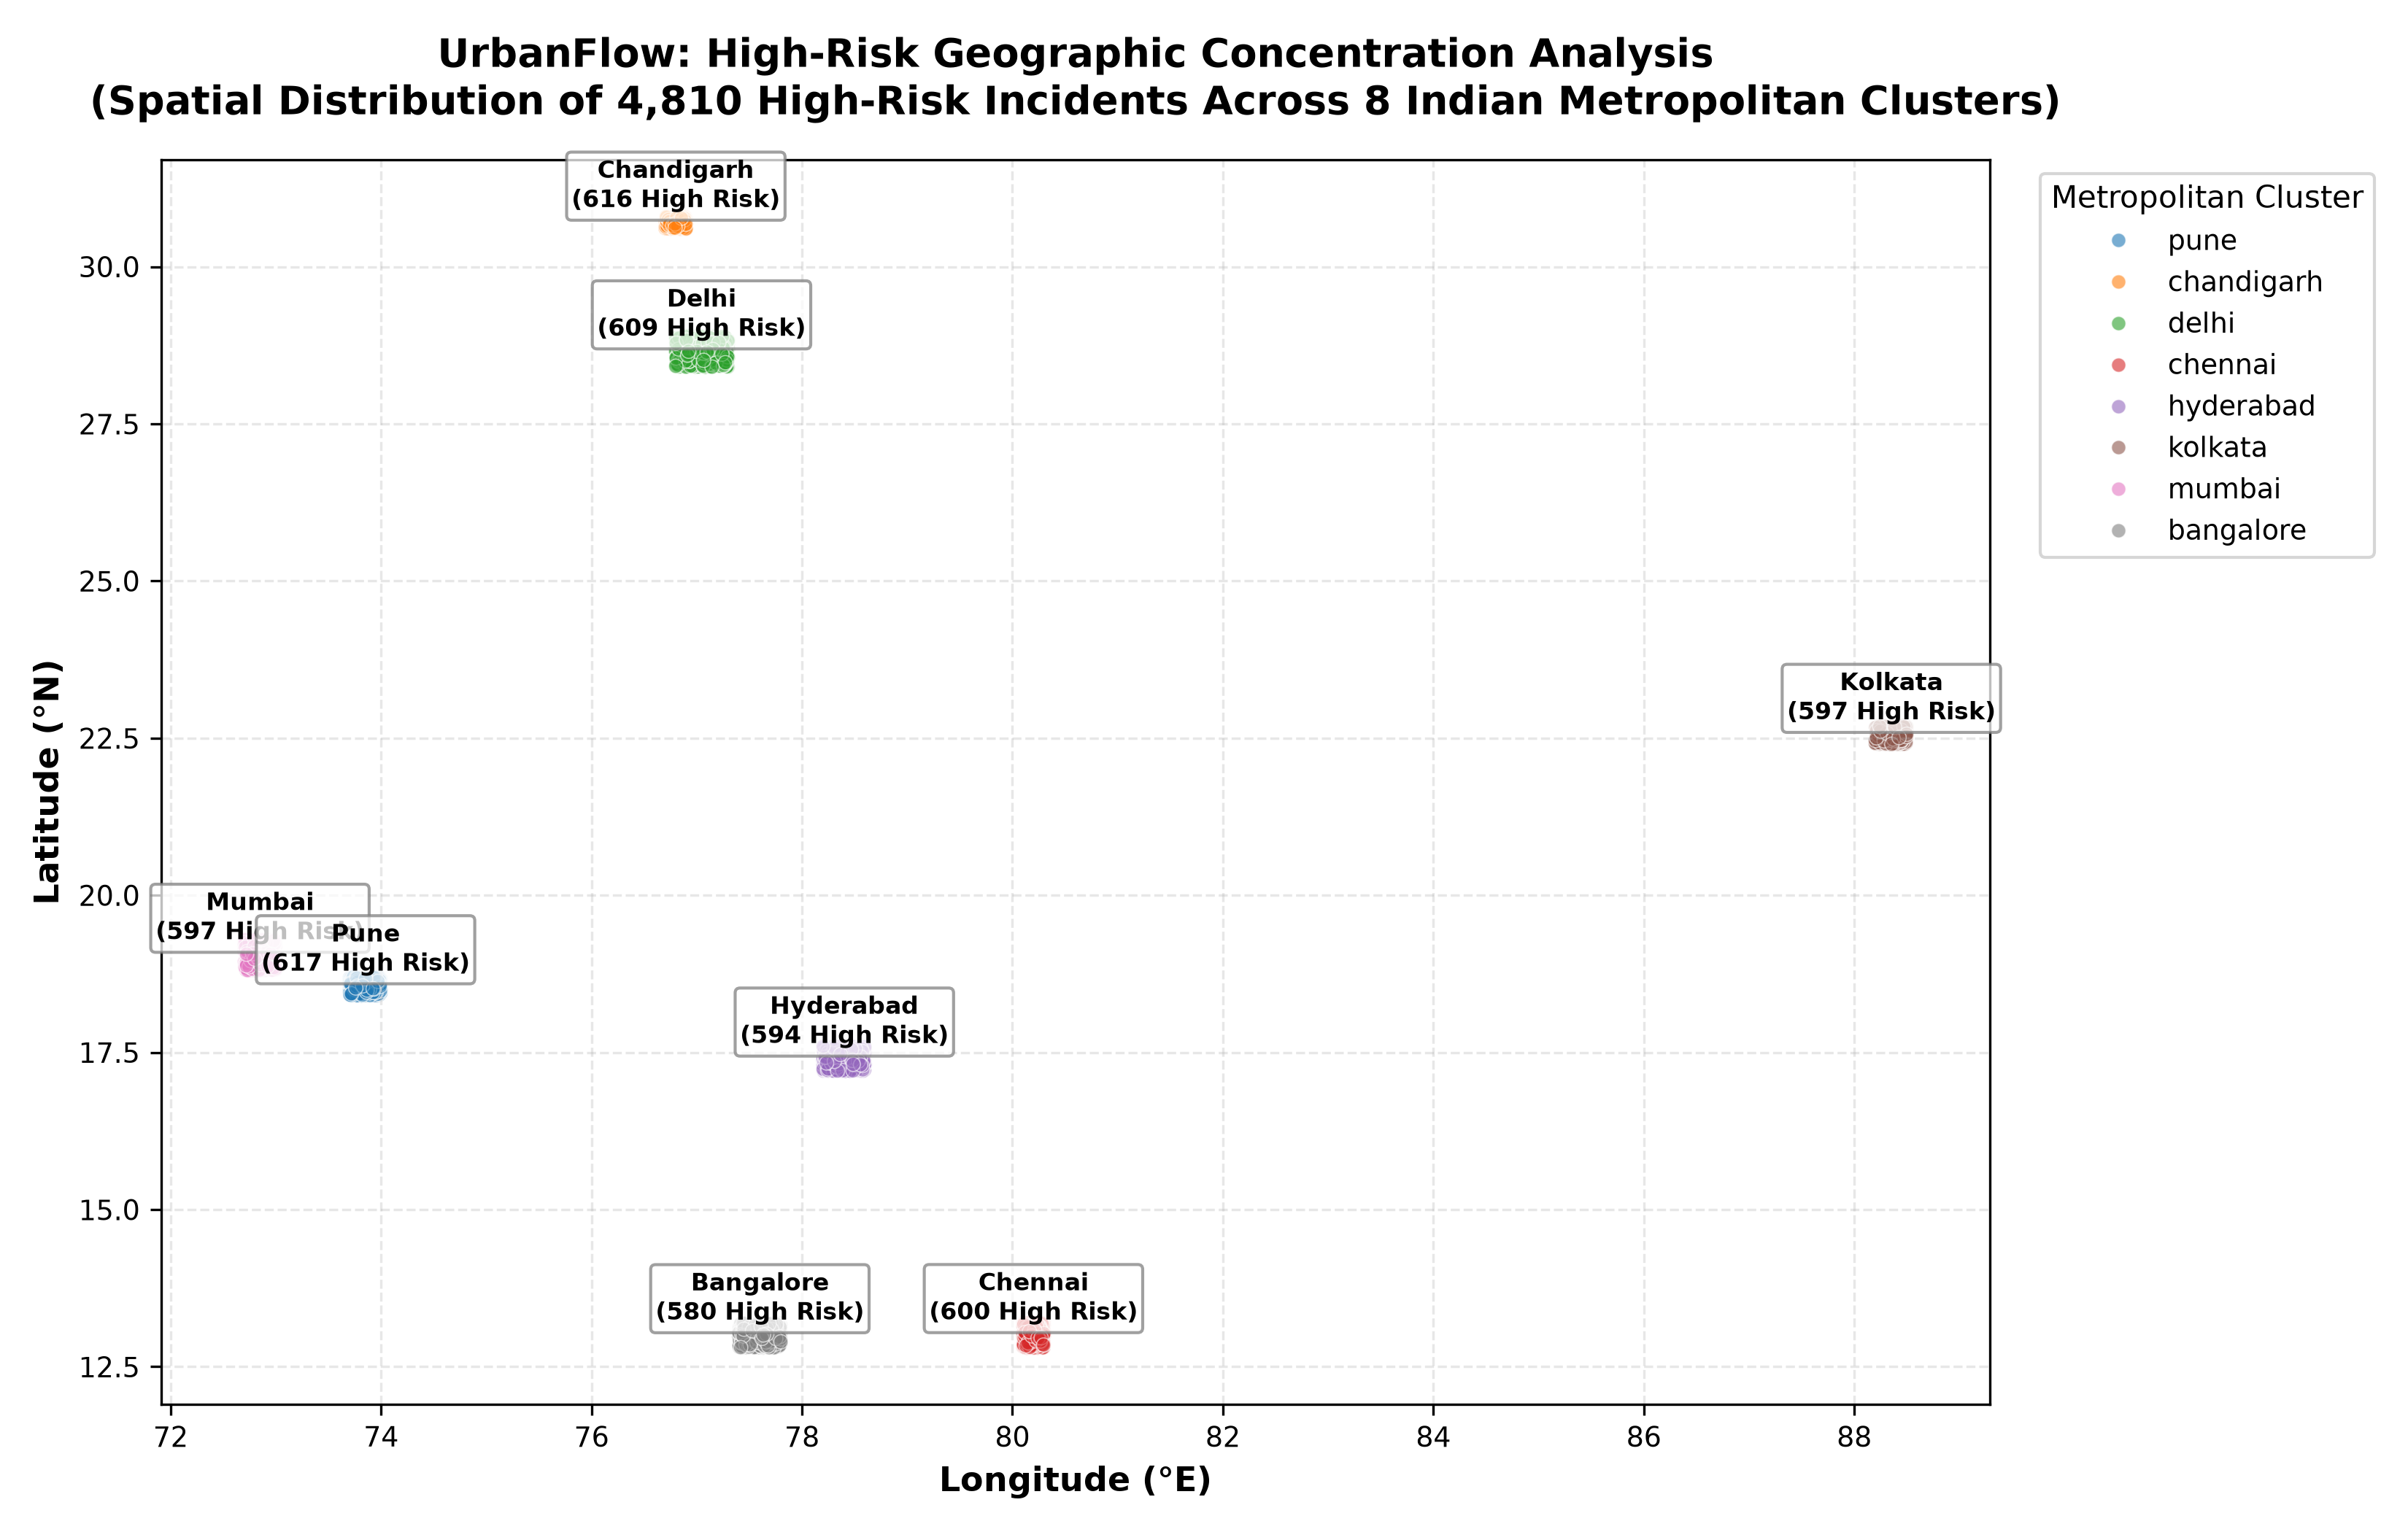 UrbanFlow: High-Risk Geographic Concentration Analysis
(Spatial Distribution of 4,810 High-Risk Incidents Across 8 Indian Metropolitan Clusters)
Chandigarh
(616 High Risk)
Delhi
(609 High Risk)
Kolkata
(597 High Risk)
Mumbai
(597 High Risk)
Pune
(617 High Risk)
Hyderabad
(594 High Risk)
Bangalore
(580 High Risk)
Chennai
(600 High Risk)
Metropolitan Cluster
pune
chandigarh
delhi
chennai
hyderabad
kolkata
mumbai
bangalore
Latitude (°N)
30.0
27.5
25.0
22.5
20.0
17.5
15.0
12.5
72 74 76 78 80 82 84 86 88
Longitude (°E)